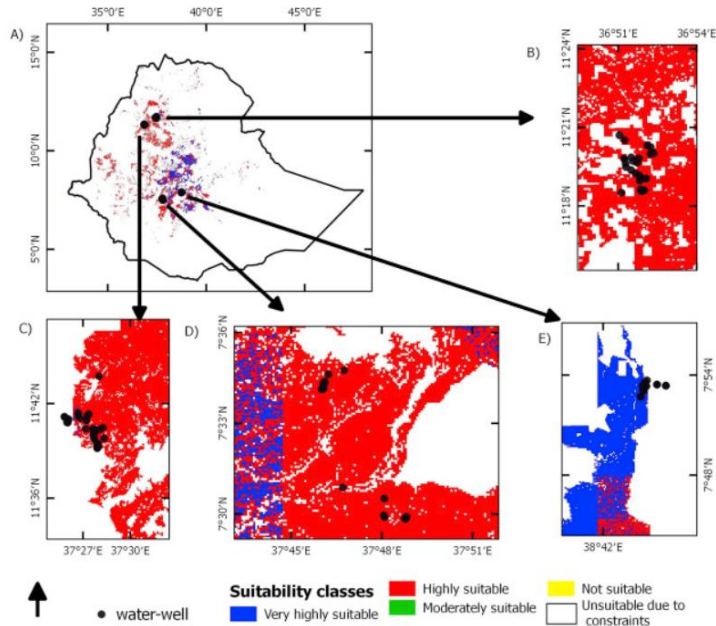 35°0'E 40°0'E 45°0'E
A)
15°0'N
10°0'N
5°0'N
B)
36°51'E 36°54'E
11°24'N
11°21'N
11°18'N
C)
11°42'N
11°36'N
37°27'E 37°30'E
D)
7°36'N
7°33'N
7°30'N
37°45'E 37°48'E 37°51'E
E)
7°54'N
7°48'N
38°42'E
water-well
Suitability classes
Very highly suitable
Highly suitable
Moderately suitable
Not suitable
Unsuitable due to
constraints